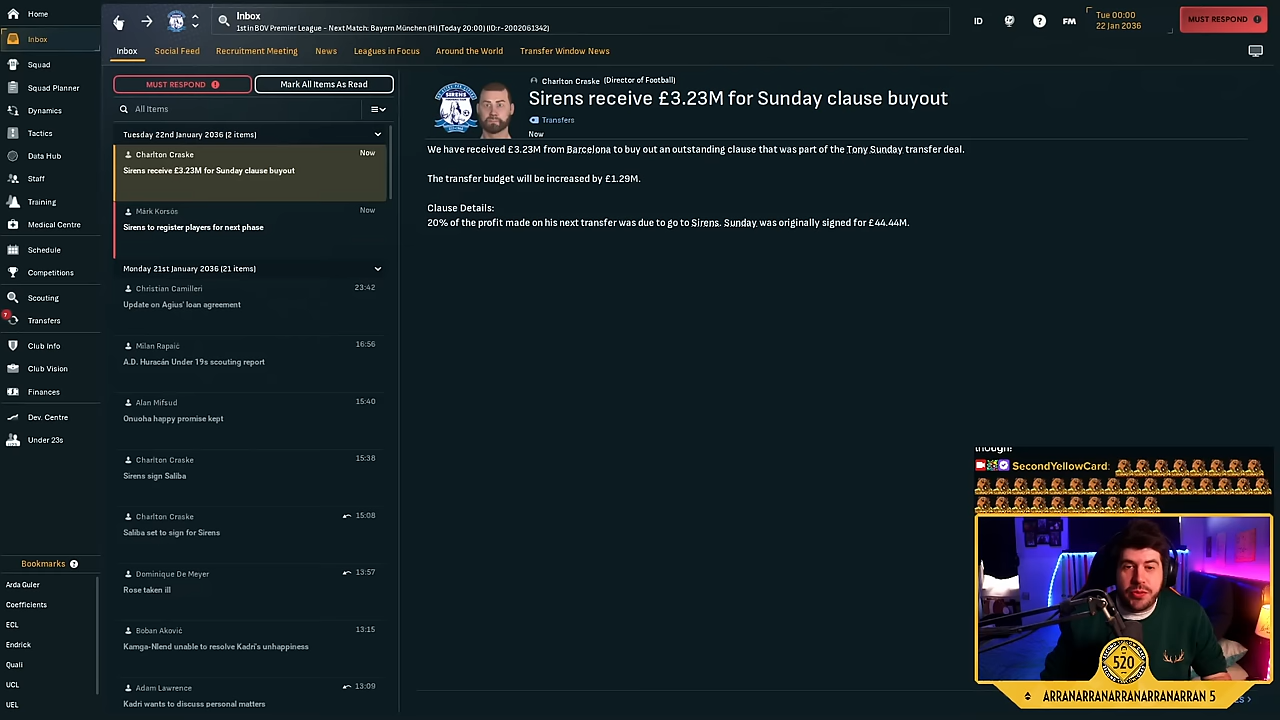 Home
Inbox
Squad
Squad Planner
Dynamics
Tactics
Data Hub
Staff
Training
Medical Centre
Schedule
Competitions
Scouting
7
Transfers
Club Info
Club Vision
Finances
Dev. Centre
Under 23s
Bookmarks ?
Arda Guler
Coefficients
ECL
Endrick
Quali
UCL
UEL
Inbox
1st in BOV Premier League - Next Match: Bayern München (H) (Today 20:00) (ID:r-2002061342)
ID
?
FM
Tue 00:00
22 Jan 2036
MUST RESPOND !
Inbox
Social Feed
Recruitment Meeting
News
Leagues in Focus
Around the World
Transfer Window News
MUST RESPOND !
Mark All Items As Read
All Items
Tuesday 22nd January 2036 (2 items)
Charlton Craske Now
Sirens receive £3.23M for Sunday clause buyout
Márk Korsós Now
Sirens to register players for next phase
Monday 21st January 2036 (21 items)
Christian Camilleri 23:42
Update on Agius' loan agreement
Milan Rapaić 16:56
A.D. Huracán Under 19s scouting report
Alan Mifsud 15:40
Onuoha happy promise kept
Charlton Craske 15:38
Sirens sign Saliba
Charlton Craske 15:08
Saliba set to sign for Sirens
Dominique De Meyer 13:57
Rose taken ill
Boban Aković 13:15
Kamga-Nlend unable to resolve Kadri's unhappiness
Adam Lawrence 13:09
Kadri wants to discuss personal matters
SIRENS
Charlton Craske (Director of Football)
Sirens receive £3.23M for Sunday clause buyout
Transfers
Now
We have received £3.23M from Barcelona to buy out an outstanding clause that was part of the Tony Sunday transfer deal.
The transfer budget will be increased by £1.29M.
Clause Details:
20% of the profit made on his next transfer was due to go to Sirens. Sunday was originally signed for £44.44M.
though!
SecondYellowCard:
520
ARRANARRANARRANARRANARRAN 5